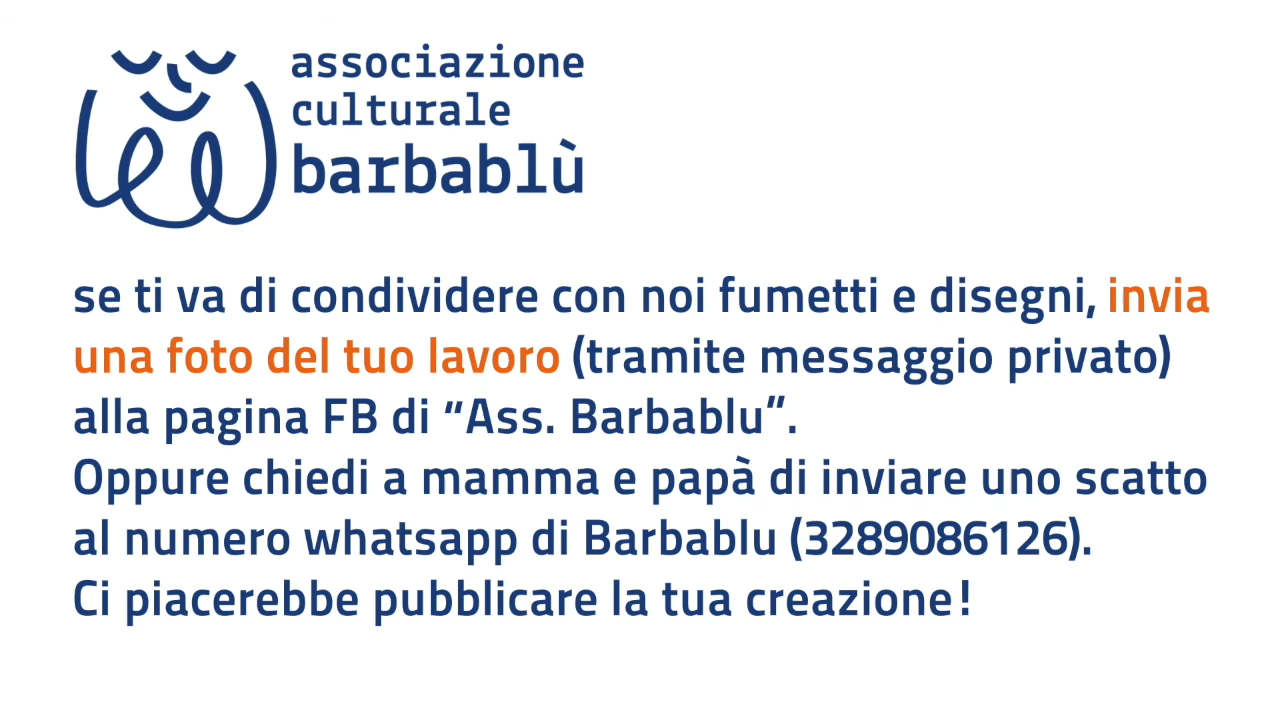 associazione
culturale
barbablù
se ti va di condividere con noi fumetti e disegni, invia
una foto del tuo lavoro (tramite messaggio privato)
alla pagina FB di “Ass. Barbablu”.
Oppure chiedi a mamma e papà di inviare uno scatto
al numero whatsapp di Barbablu (3289086126).
Ci piacerebbe pubblicare la tua creazione!